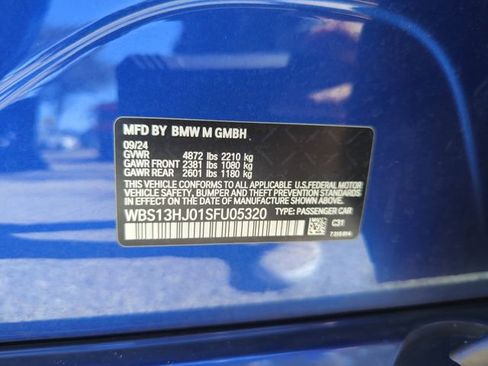 MFD BY BMW M GMBH
09/24
GVWR 4872 lbs 2210 kg
GAWR FRONT 2381 lbs 1080 kg
GAWR REAR 2601 lbs 1180 kg
THIS VEHICLE CONFORMS TO ALL APPLICABLE U.S.FEDERAL MOTOR
VEHICLE SAFETY, BUMPER, AND THEFT PREVENTION STANDARDS
IN EFFECT ON THE DATE OF MANUFACTURE SHOWN ABOVE.
WBS13HJ01SFU05320 TYPE: PASSENGER CAR
C31